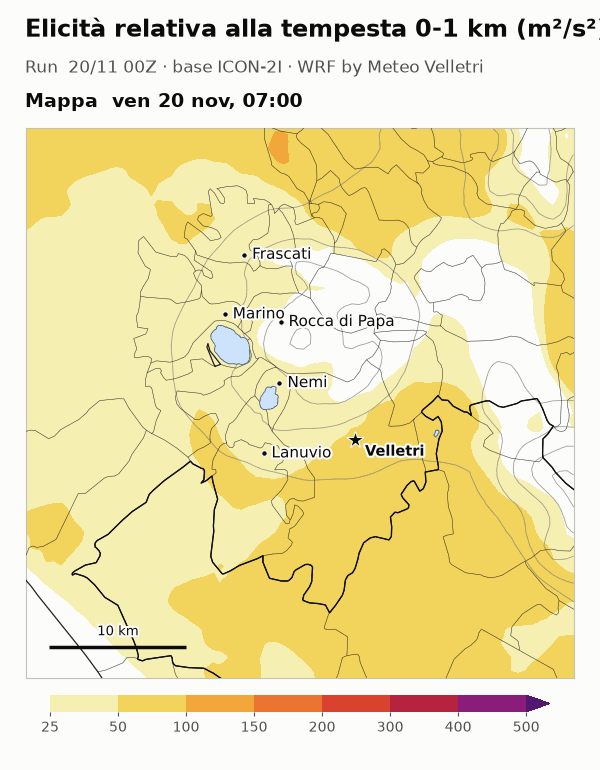 Elicità relativa alla tempesta 0-1 km (m²/s²)
Run 20/11 00Z · base ICON-2I · WRF by Meteo Velletri
Mappa ven 20 nov, 07:00
Frascati
Marino
Rocca di Papa
Nemi
Lanuvio
Velletri
10 km
25 50 100 150 200 300 400 500